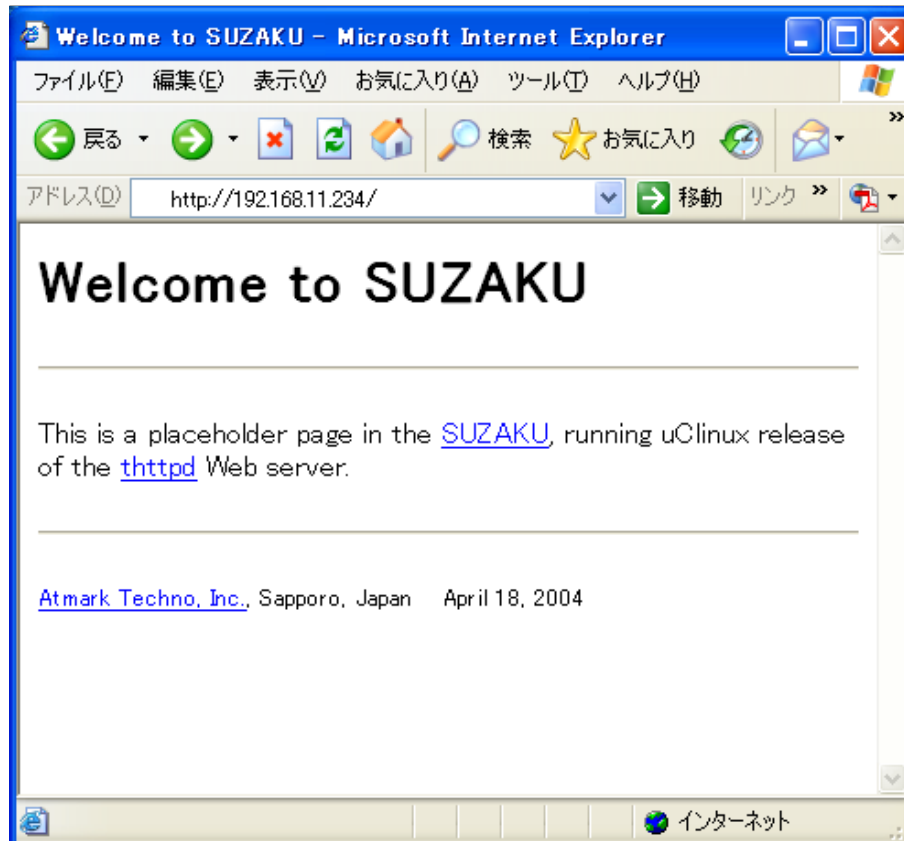 Welcome to SUZAKU - Microsoft Internet Explorer
ファイル(F) 編集(E) 表示(V) お気に入り(A) ツール(T) ヘルプ(H)
戻る 検索 お気に入り »
アドレス(D) http://192.168.11.234/ 移動 リンク »
Welcome to SUZAKU
This is a placeholder page in the SUZAKU, running uClinux release
of the thttpd Web server.
Atmark Techno, Inc., Sapporo, Japan April 18, 2004
インターネット